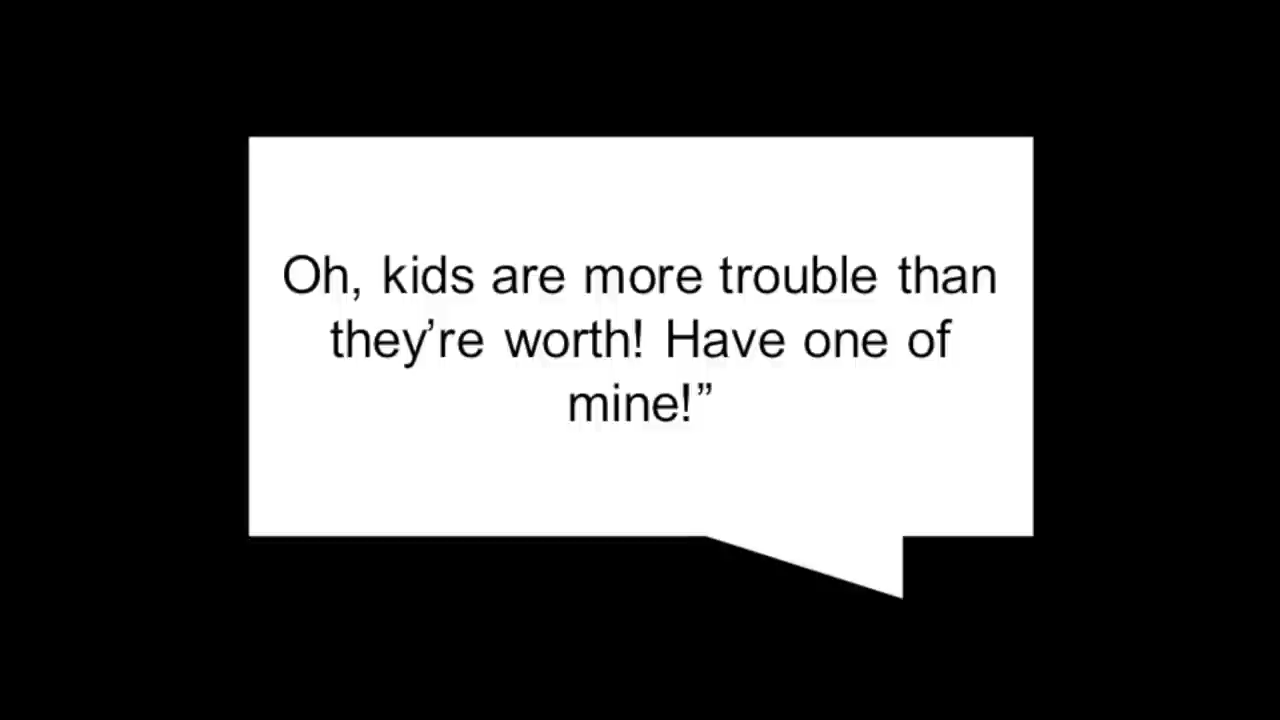 Oh, kids are more trouble than
they’re worth! Have one of
mine!”